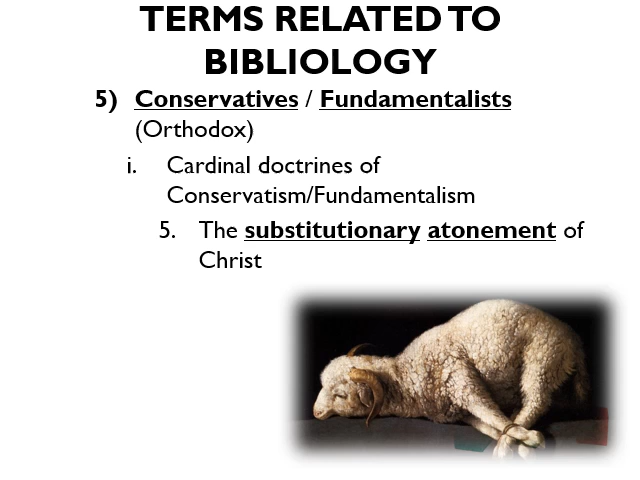 TERMS RELATED TO
BIBLIOLOGY
5) Conservatives / Fundamentalists
(Orthodox)
i. Cardinal doctrines of
Conservatism/Fundamentalism
5. The substitutionary atonement of
Christ